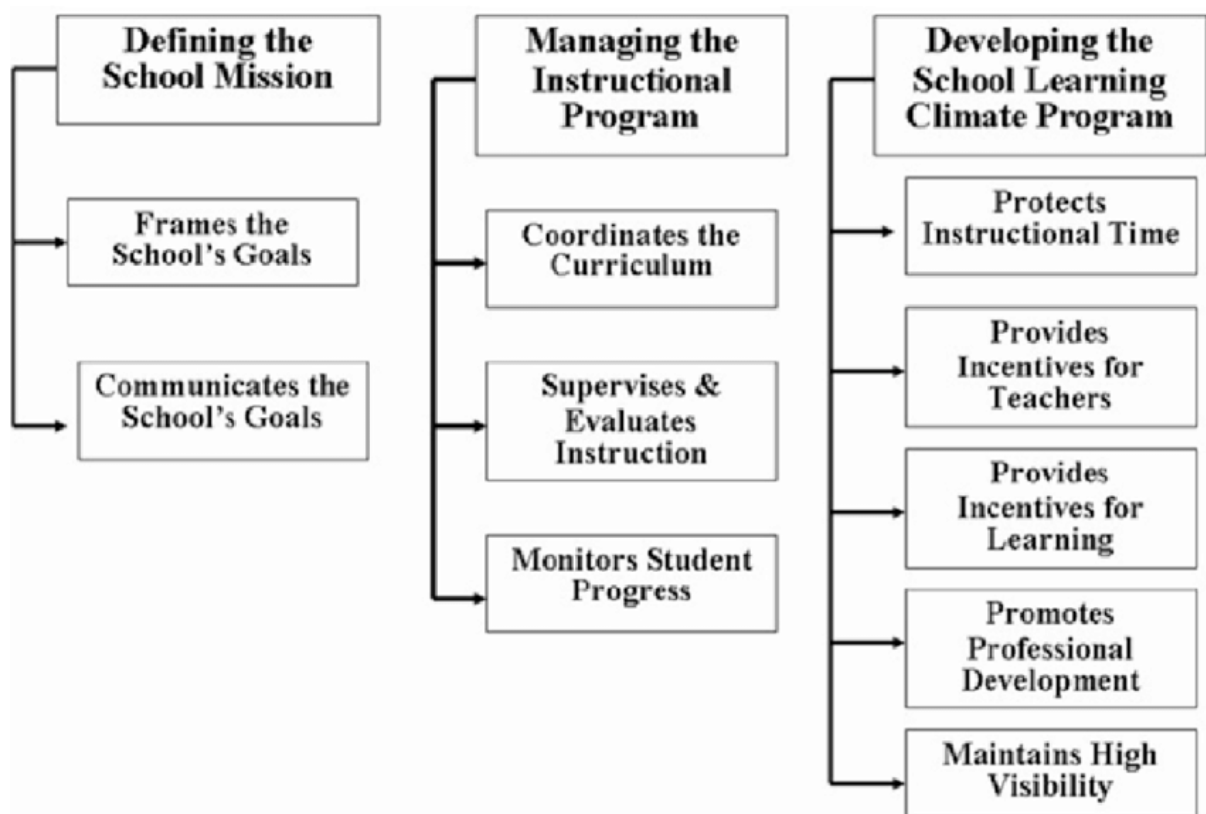 Defining the
School Mission
Frames the
School's Goals
Communicates the
School's Goals
Managing the
Instructional
Program
Coordinates the
Curriculum
Supervises &
Evaluates
Instruction
Monitors Student
Progress
Developing the
School Learning
Climate Program
Protects
Instructional Time
Provides
Incentives for
Teachers
Provides
Incentives for
Learning
Promotes
Professional
Development
Maintains High
Visibility